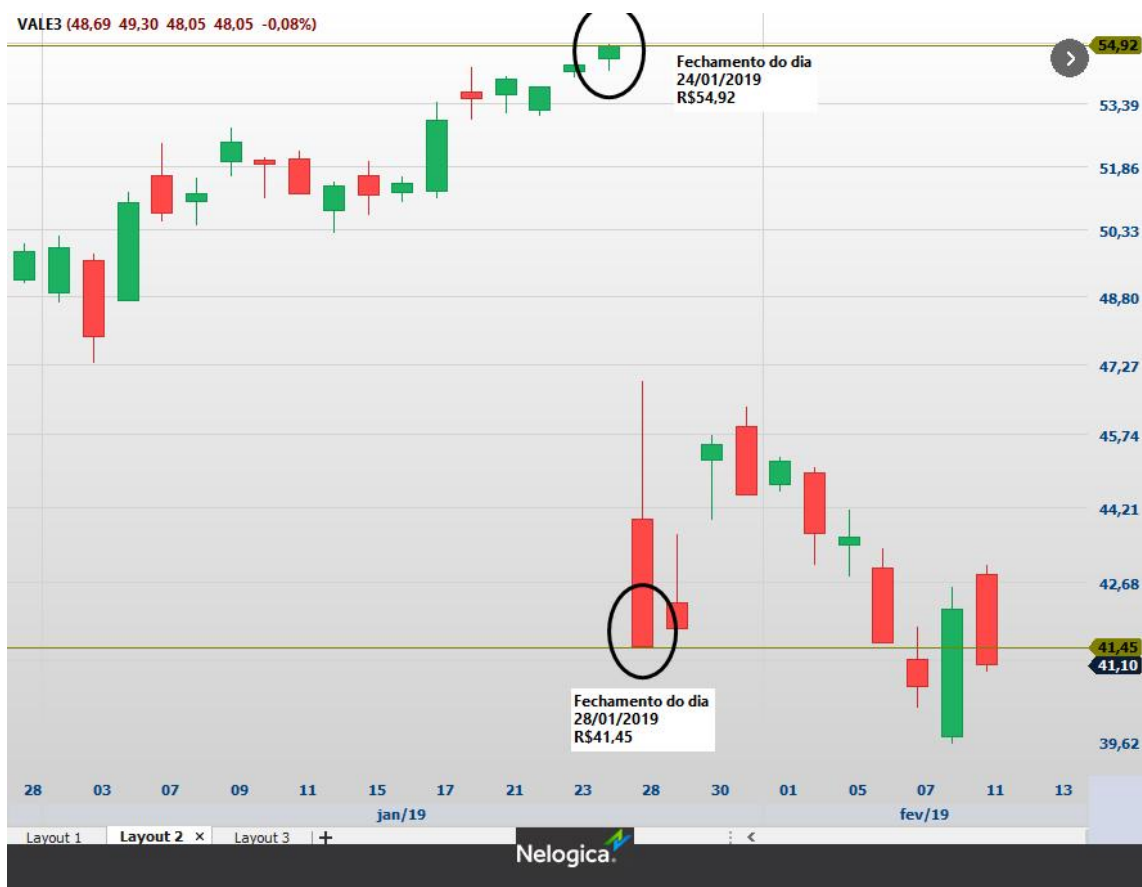 VALE3 (48,69 49,30 48,05 48,05 -0,08%)
54,92
Fechamento do dia
24/01/2019
R$54,92
53,39
51,86
50,33
48,80
47,27
45,74
44,21
42,68
41,45
41,10
Fechamento do dia
28/01/2019
R$41,45
39,62
28 03 07 09 11 15 17 21 23 28 30 01 05 07 11 13
jan/19 fev/19
Layout 1 Layout 2 × Layout 3 +
Nelogica.